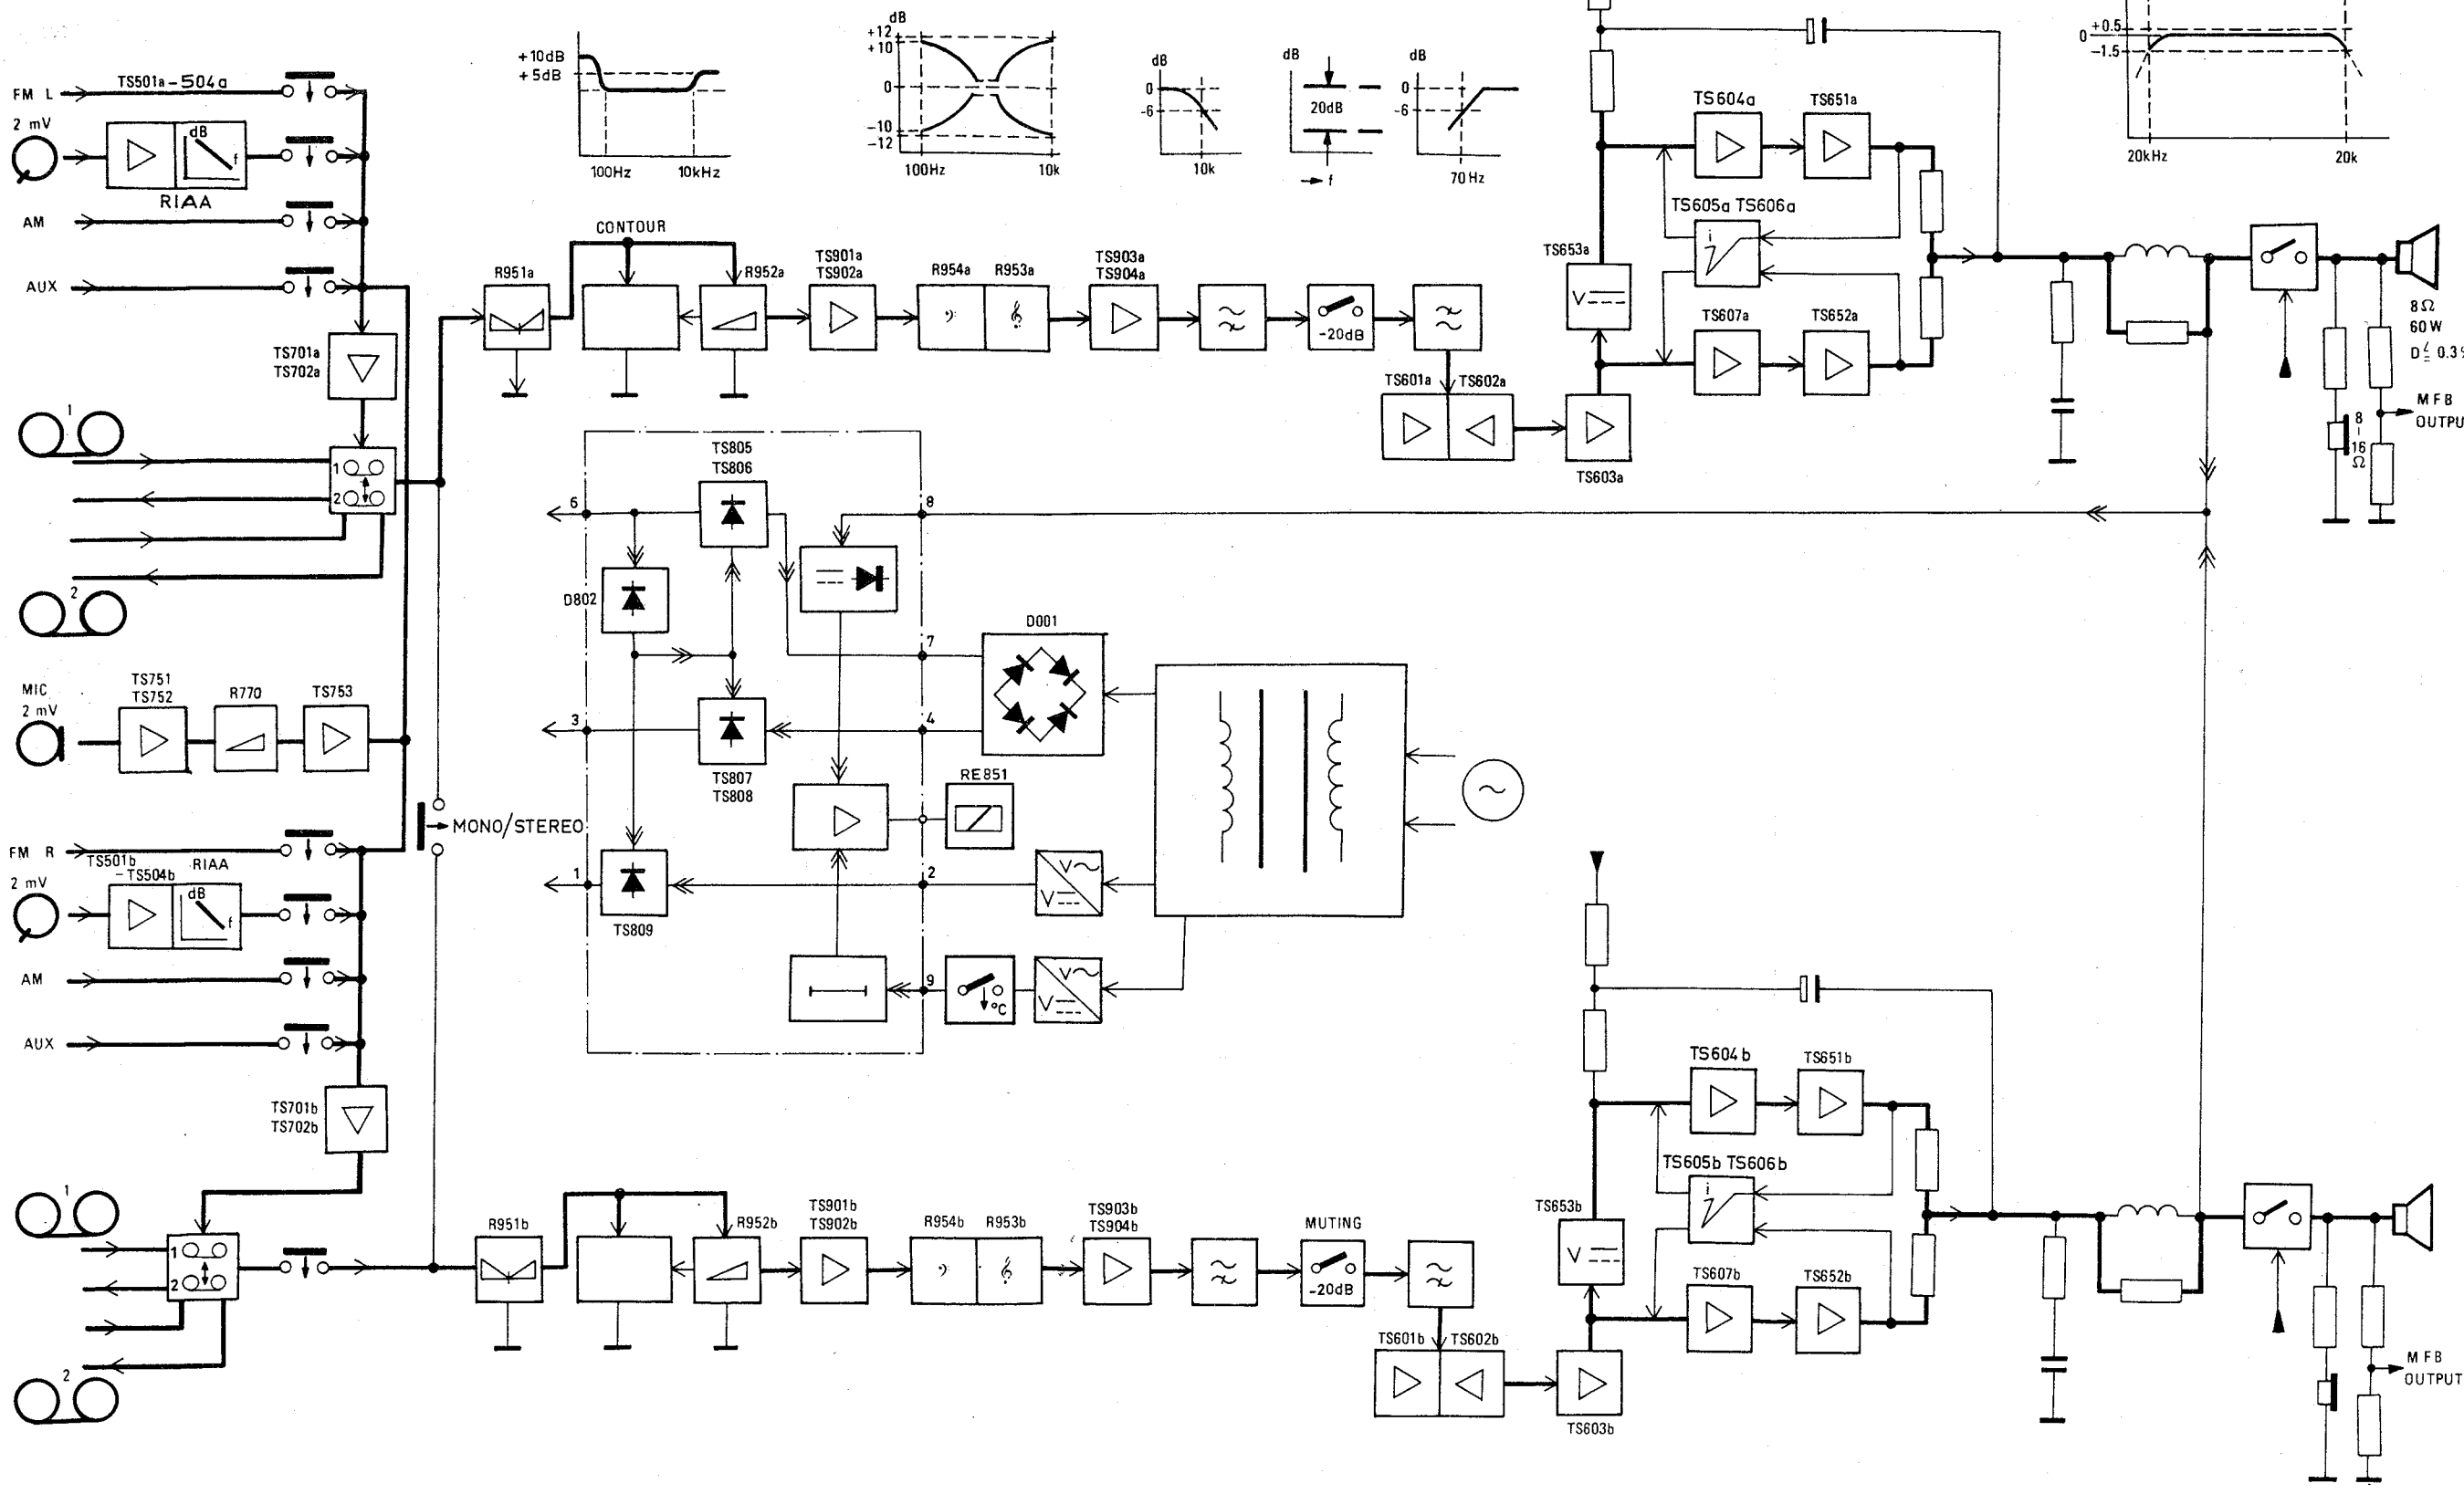 +10dB
+5dB
100Hz
10kHz
dB
+12
+10
0
-10
-12
100Hz
10k
dB
0
-6
10k
dB
20dB
f
dB
0
-6
70Hz
+0.5
0
-1.5
20kHz
20k
FM L
TS501a-504a
2 mV
dB
f
RIAA
AM
AUX
TS701a
TS702a
1
1
2
2
CONTOUR
R951a
R952a
TS901a
TS902a
R954a
R953a
TS903a
TS904a
-20dB
TS601a
TS602a
TS603a
TS653a
V
TS604a
TS651a
TS605a TS606a
i
TS607a
TS652a
8Ω
60W
D≦ 0.3
MFB
OUTPU
8
-
16
Ω
TS805
TS806
6
8
D802
7
D001
3
4
TS807
TS808
RE851
1
2
V~
V
TS809
9
°C
V~
V
MIC
2 mV
TS751
TS752
R770
TS753
MONO/STEREO
FM R
TS501b
-TS504b
RIAA
2 mV
dB
f
AM
AUX
TS701b
TS702b
1
1
2
2
R951b
R952b
TS901b
TS902b
R954b
R953b
TS903b
TS904b
MUTING
-20dB
TS601b
TS602b
TS603b
TS653b
V
TS604b
TS651b
TS605b TS606b
i
TS607b
TS652b
MFB
OUTPUT